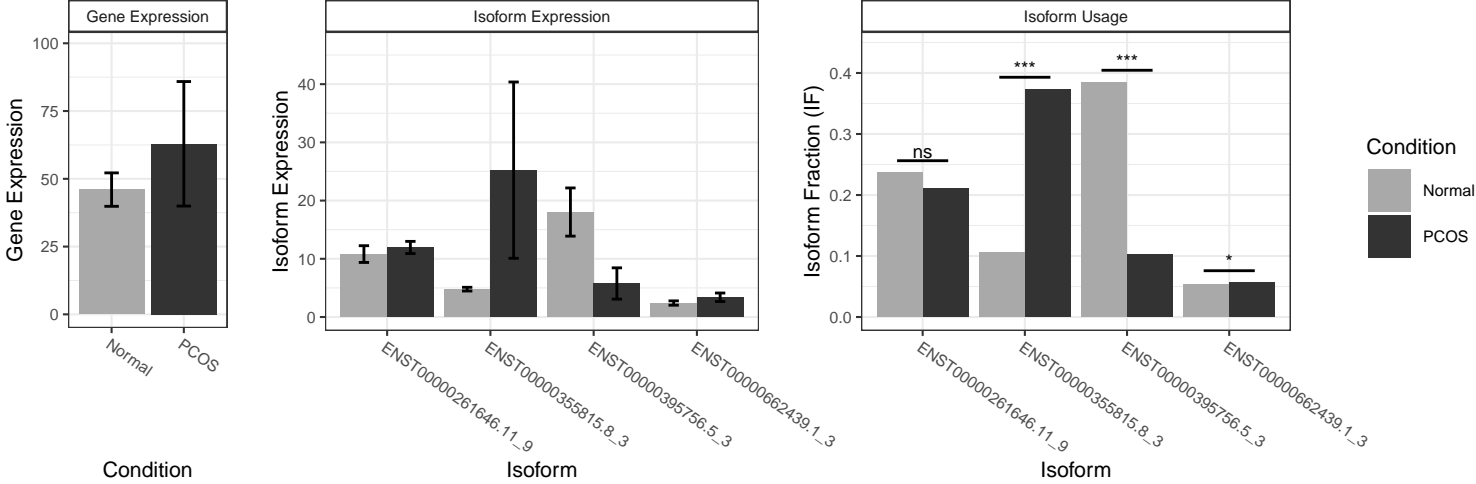 Gene Expression
Gene Expression
100
75
50
25
0
Normal
PCOS
Condition
Isoform Expression
Isoform Expression
40
30
20
10
0
ENST00000261646.11_9
ENST00000355815.8_3
ENST00000395756.5_3
ENST00000662439.1_3
Isoform
Isoform Usage
Isoform Fraction (IF)
0.4
0.3
0.2
0.1
0.0
ns
***
***
*
ENST00000261646.11_9
ENST00000355815.8_3
ENST00000395756.5_3
ENST00000662439.1_3
Isoform
Condition
Normal
PCOS